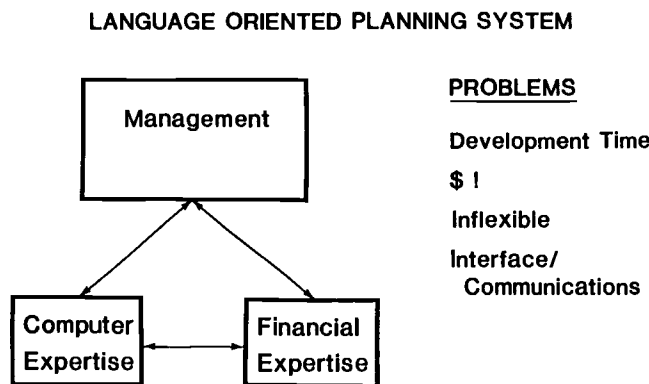 LANGUAGE ORIENTED PLANNING SYSTEM
Management
Computer
Expertise
Financial
Expertise
PROBLEMS
Development Time
$ !
Inflexible
Interface/
Communications